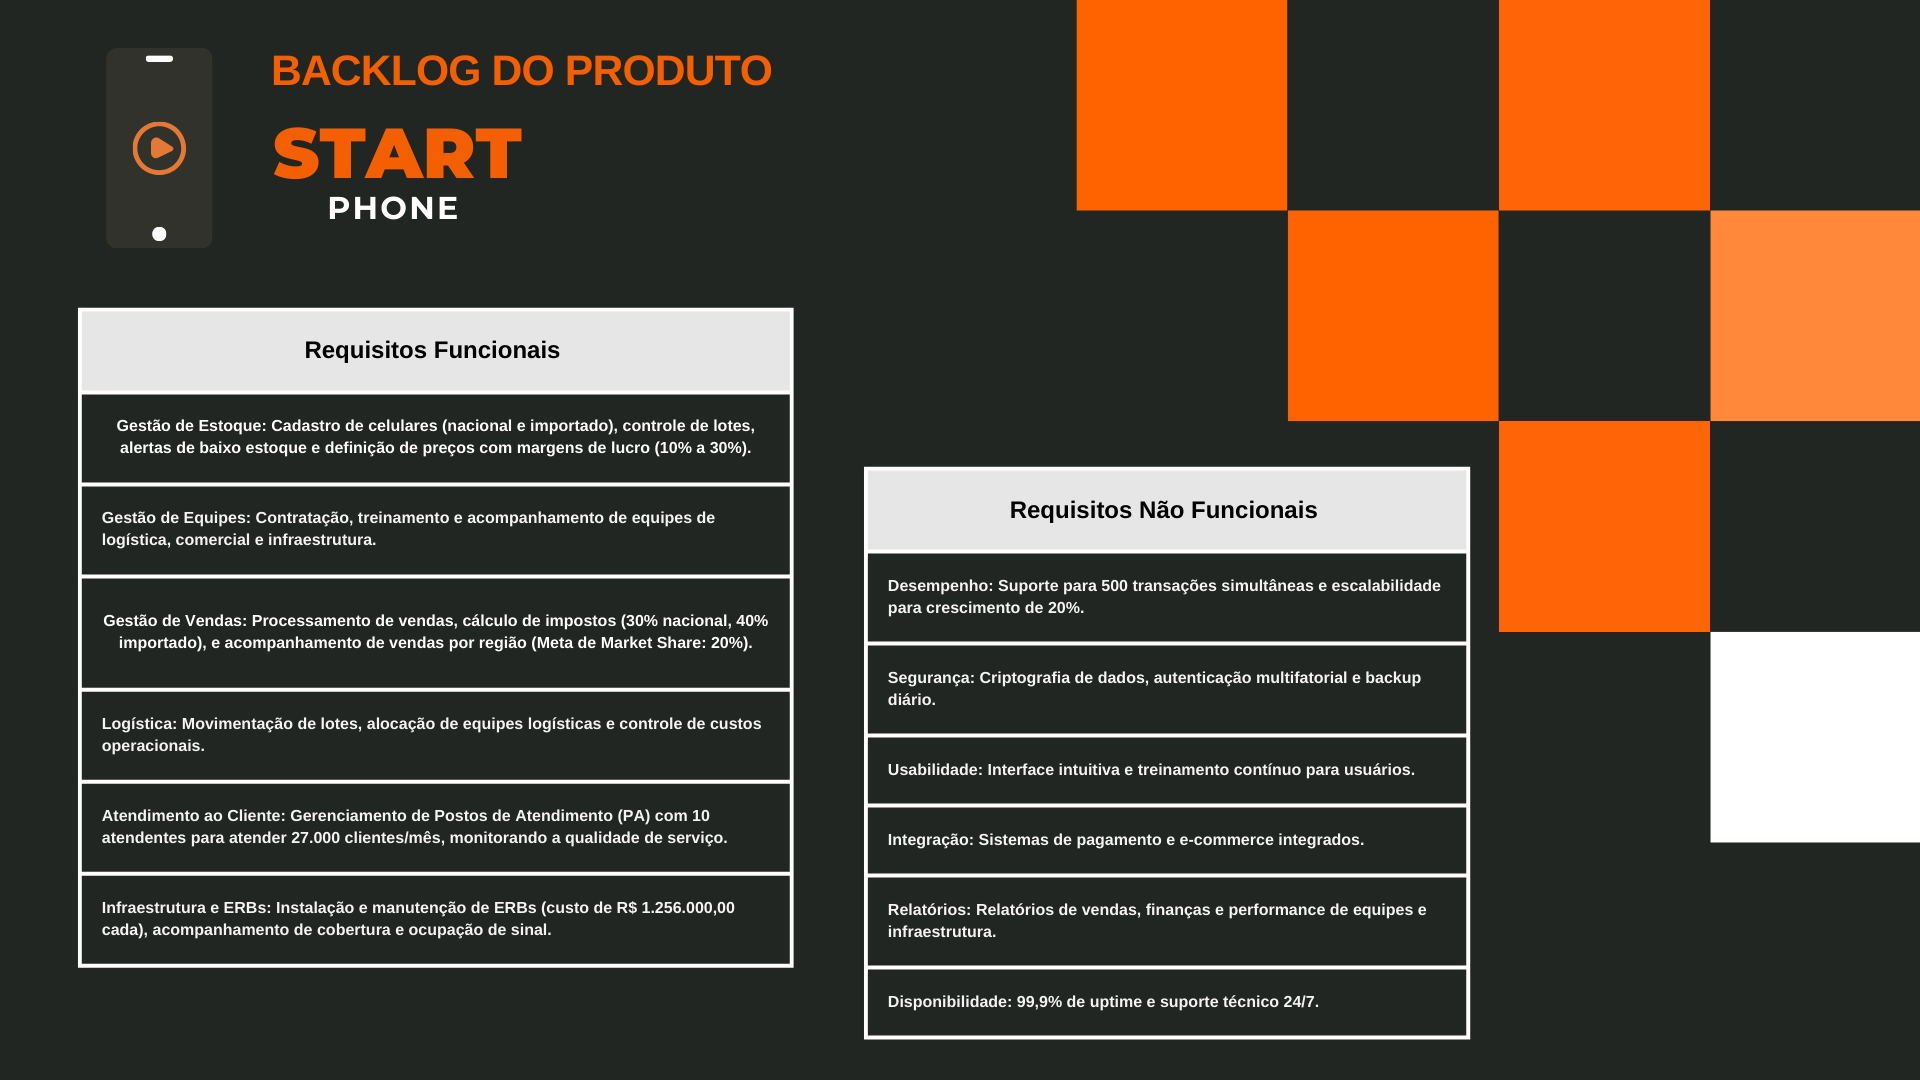 BACKLOG DO PRODUTO
START
PHONE
Requisitos Funcionais
Gestão de Estoque: Cadastro de celulares (nacional e importado), controle de lotes,
alertas de baixo estoque e definição de preços com margens de lucro (10% a 30%).
Gestão de Equipes: Contratação, treinamento e acompanhamento de equipes de
logística, comercial e infraestrutura.
Gestão de Vendas: Processamento de vendas, cálculo de impostos (30% nacional, 40%
importado), e acompanhamento de vendas por região (Meta de Market Share: 20%).
Logística: Movimentação de lotes, alocação de equipes logísticas e controle de custos
operacionais.
Atendimento ao Cliente: Gerenciamento de Postos de Atendimento (PA) com 10
atendentes para atender 27.000 clientes/mês, monitorando a qualidade de serviço.
Infraestrutura e ERBs: Instalação e manutenção de ERBs (custo de R$ 1.256.000,00
cada), acompanhamento de cobertura e ocupação de sinal.
Requisitos Não Funcionais
Desempenho: Suporte para 500 transações simultâneas e escalabilidade
para crescimento de 20%.
Segurança: Criptografia de dados, autenticação multifatorial e backup
diário.
Usabilidade: Interface intuitiva e treinamento contínuo para usuários.
Integração: Sistemas de pagamento e e-commerce integrados.
Relatórios: Relatórios de vendas, finanças e performance de equipes e
infraestrutura.
Disponibilidade: 99,9% de uptime e suporte técnico 24/7.